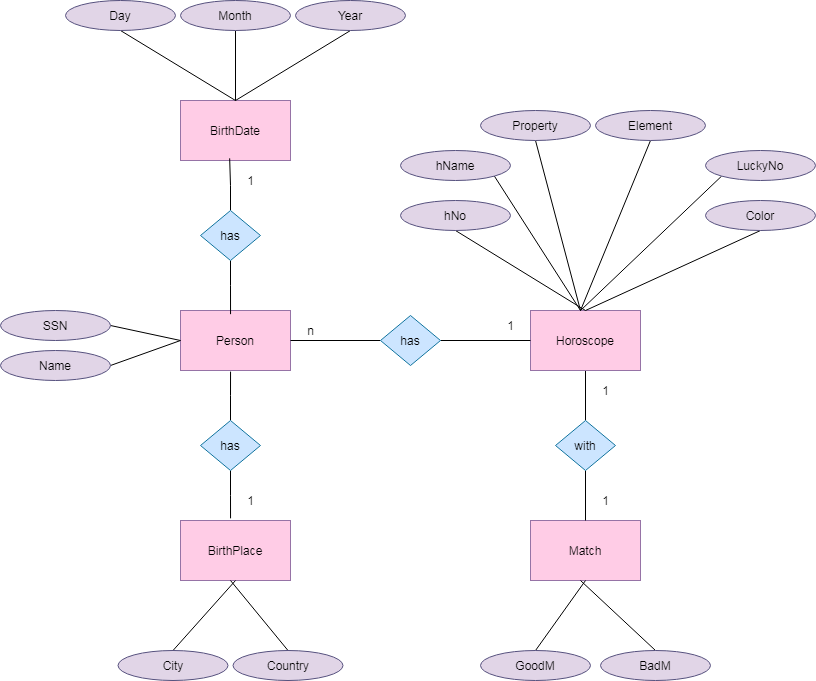 Day
Month
Year
BirthDate
1
has
Property
Element
hName
LuckyNo
hNo
Color
SSN
Name
Person
n
has
1
Horoscope
1
has
with
1
1
BirthPlace
Match
City
Country
GoodM
BadM